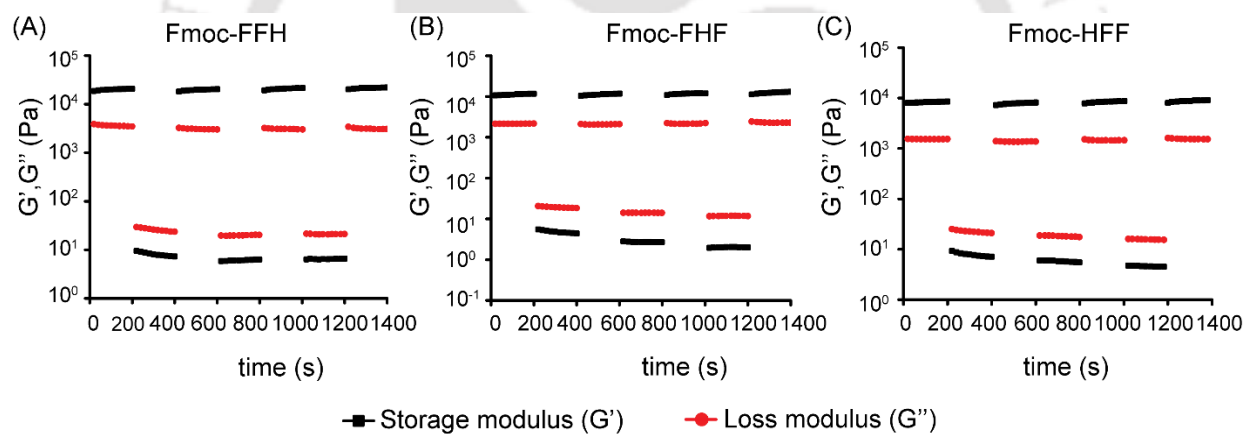 (A) Fmoc-FFH
G',G'' (Pa)
10⁵
10⁴
10³
10²
10¹
10⁰
0 200 400 600 800 1000 1200 1400
time (s)
(B) Fmoc-FHF
G',G'' (Pa)
10⁵
10⁴
10³
10²
10¹
10⁰
10⁻¹
0 200 400 600 800 1000 1200 1400
time (s)
(C) Fmoc-HFF
G',G'' (Pa)
10⁵
10⁴
10³
10²
10¹
10⁰
0 200 400 600 800 1000 1200 1400
time (s)
Storage modulus (G') Loss modulus (G'')